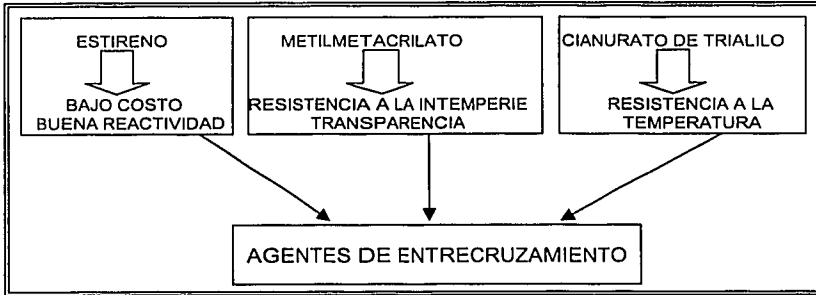 ESTIRENO
BAJO COSTO
BUENA REACTIVIDAD
METILMETACRILATO
RESISTENCIA A LA INTEMPERIE
TRANSPARENCIA
CIANURATO DE TRIALILO
RESISTENCIA A LA
TEMPERATURA
AGENTES DE ENTRECRUZAMIENTO